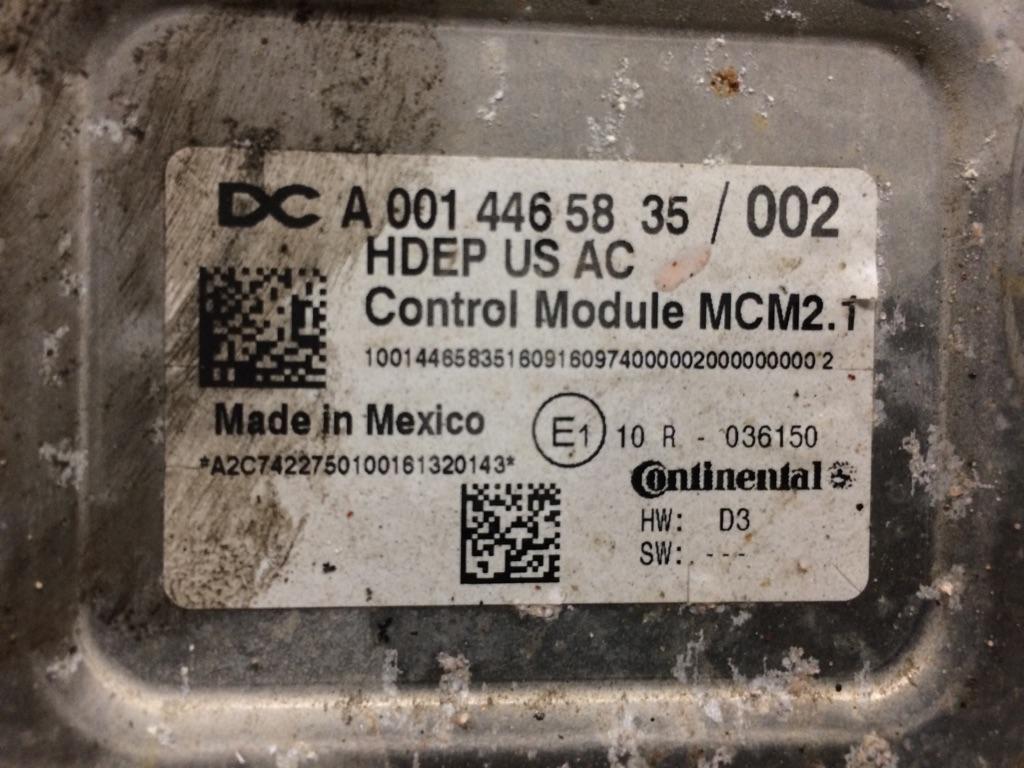 DC A 001 446 58 35 / 002
HDEP US AC
Control Module MCM2.1
10014465835160916097400000200000000002
Made in Mexico
E1 10 R - 036150
*A2C7422750100161320143*
Continental
HW: D3
SW: ---